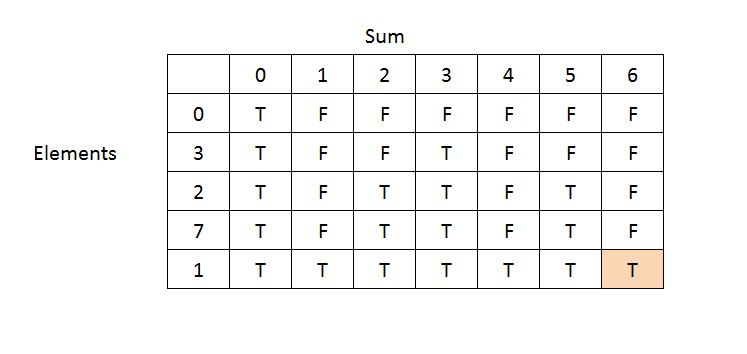 Sum
0 1 2 3 4 5 6
0 T F F F F F F
Elements 3 T F F T F F F
2 T F T T F T F
7 T F T T F T F
1 T T T T T T T